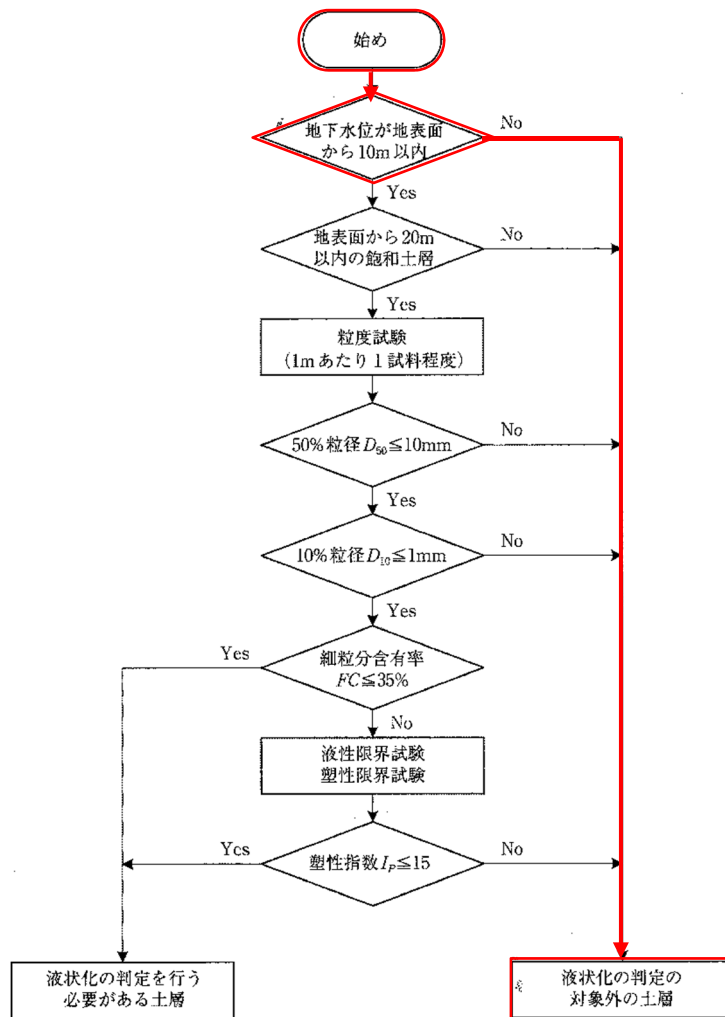 始め
地下水位が地表面
から10m以内
No
Yes
地表面から20m
以内の飽和土層
No
Yes
粒度試験
(1mあたり1試料程度)
50%粒径D₅₀≦10mm
No
Yes
10%粒径D₁₀≦1mm
No
Yes
細粒分含有率
FC≦35%
Yes
No
液性限界試験
塑性限界試験
塑性指数I_P≦15
Yes
No
液状化の判定を行う
必要がある土層
液状化の判定の
対象外の土層